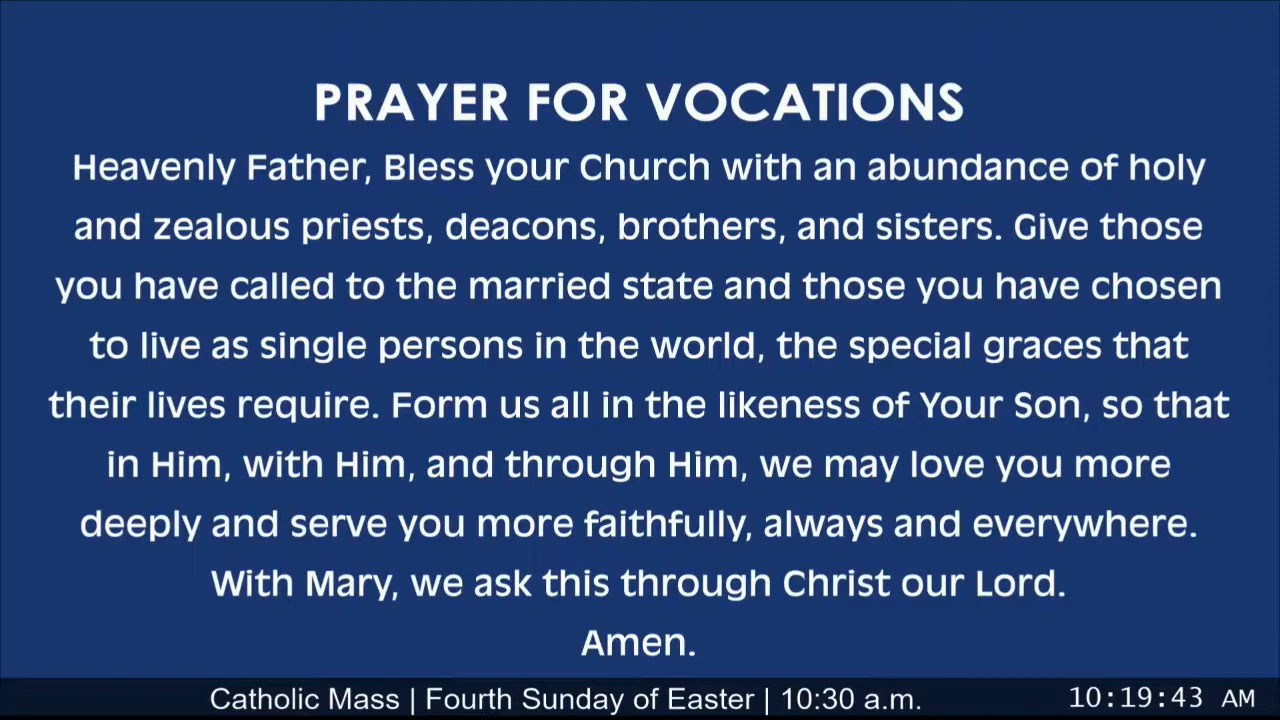 PRAYER FOR VOCATIONS
Heavenly Father, Bless your Church with an abundance of holy
and zealous priests, deacons, brothers, and sisters. Give those
you have called to the married state and those you have chosen
to live as single persons in the world, the special graces that
their lives require. Form us all in the likeness of Your Son, so that
in Him, with Him, and through Him, we may love you more
deeply and serve you more faithfully, always and everywhere.
With Mary, we ask this through Christ our Lord.
Amen.
Catholic Mass | Fourth Sunday of Easter | 10:30 a.m.
10:19:43 AM